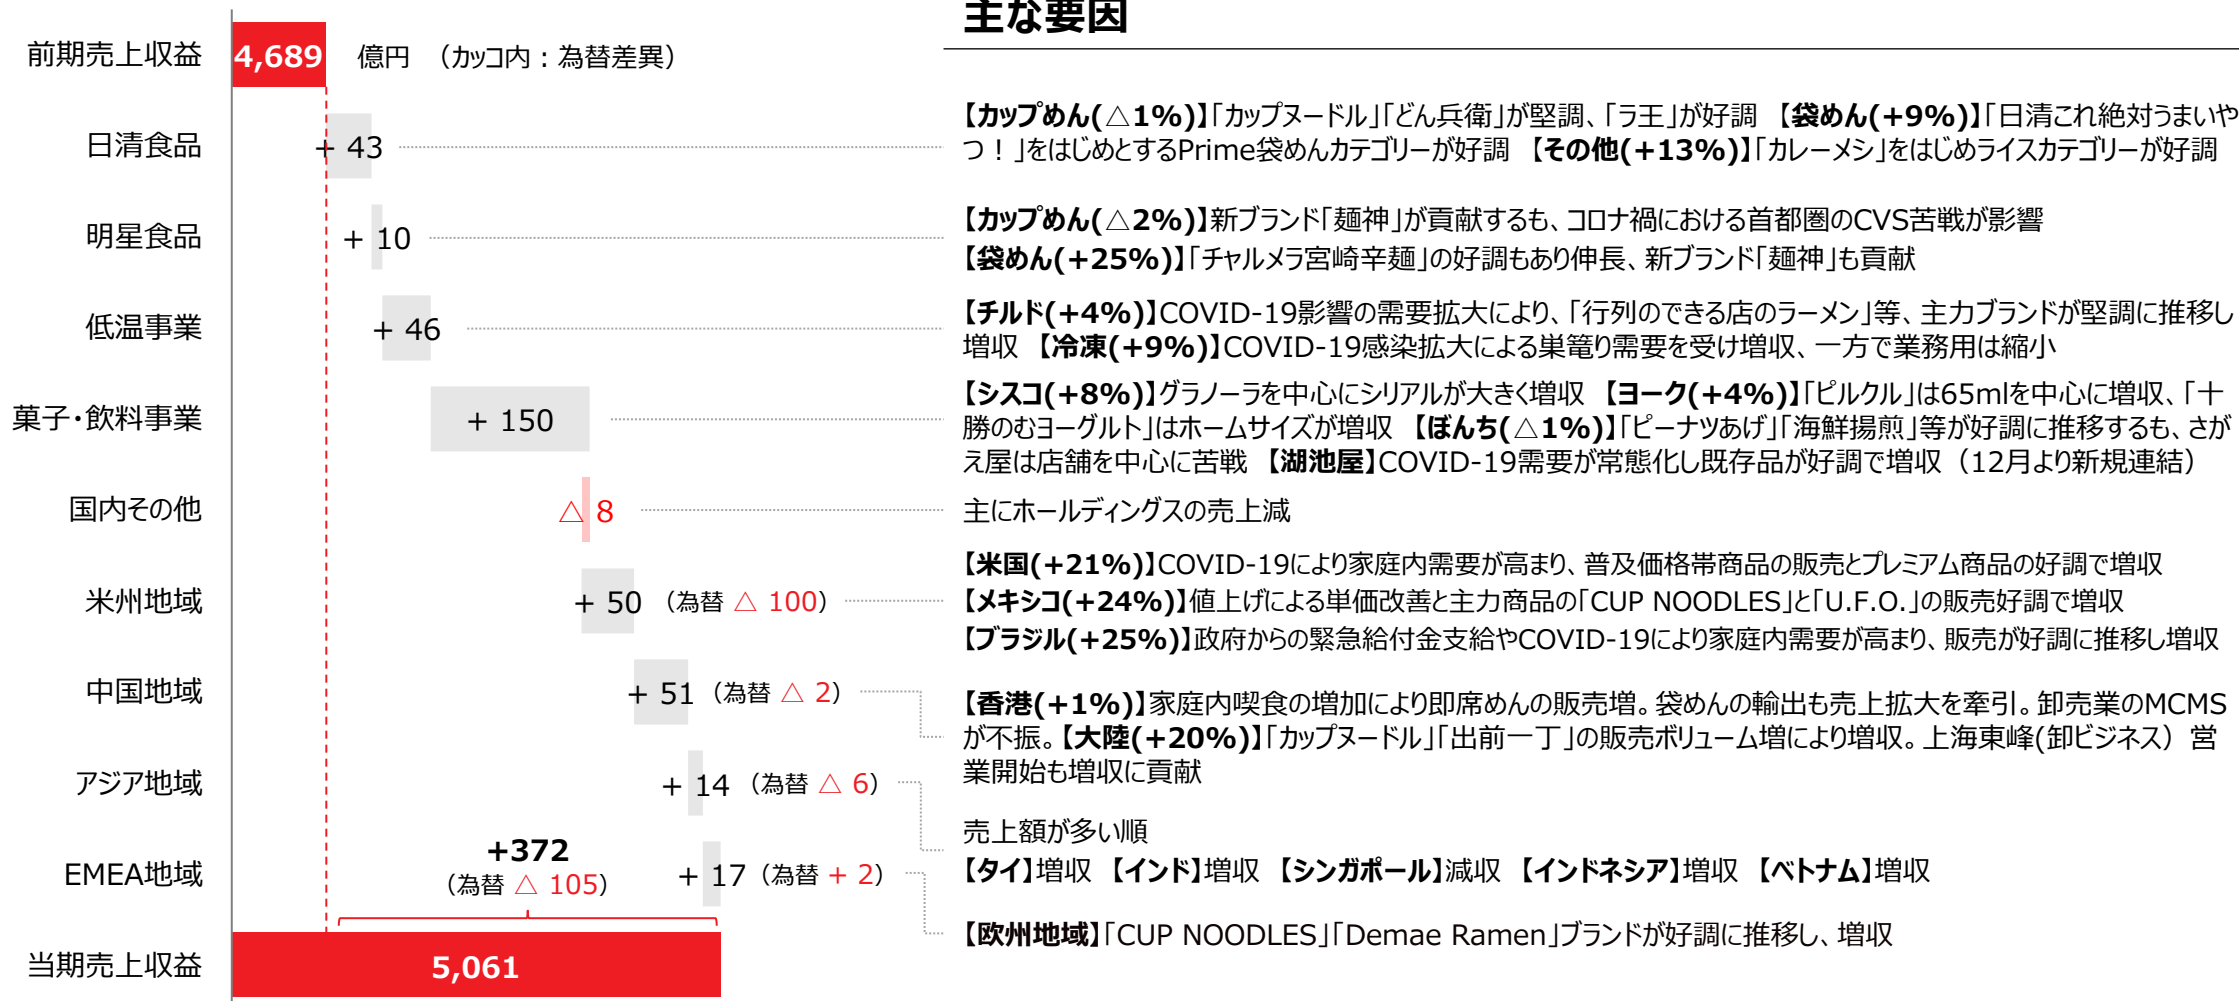 主な要因
前期売上収益 4,689 億円 （カッコ内：為替差異）
日清食品 + 43
【カップめん(△1%)】「カップヌードル」「どん兵衛」が堅調、「ラ王」が好調 【袋めん(+9%)】「日清これ絶対うまいや
つ！」をはじめとするPrime袋めんカテゴリーが好調 【その他(+13%)】「カレーメシ」をはじめライスカテゴリーが好調
明星食品 + 10
【カップめん(△2%)】新ブランド「麺神」が貢献するも、コロナ禍における首都圏のCVS苦戦が影響
【袋めん(+25%)】「チャルメラ宮崎辛麺」の好調もあり伸長、新ブランド「麺神」も貢献
低温事業 + 46
【チルド(+4%)】COVID-19影響の需要拡大により、「行列のできる店のラーメン」等、主力ブランドが堅調に推移し
増収 【冷凍(+9%)】COVID-19感染拡大による巣篭り需要を受け増収、一方で業務用は縮小
菓子・飲料事業 + 150
【シスコ(+8%)】グラノーラを中心にシリアルが大きく増収 【ヨーク(+4%)】「ピルクル」は65mlを中心に増収、「十
勝のむヨーグルト」はホームサイズが増収 【ぼんち(△1%)】「ピーナツあげ」「海鮮揚煎」等が好調に推移するも、さが
え屋は店舗を中心に苦戦 【湖池屋】COVID-19需要が常態化し既存品が好調で増収（12月より新規連結）
国内その他 △ 8
主にホールディングスの売上減
米州地域 + 50 （為替 △ 100）
【米国(+21%)】COVID-19により家庭内需要が高まり、普及価格帯商品の販売とプレミアム商品の好調で増収
【メキシコ(+24%)】値上げによる単価改善と主力商品の「CUP NOODLES」と「U.F.O.」の販売好調で増収
【ブラジル(+25%)】政府からの緊急給付金支給やCOVID-19により家庭内需要が高まり、販売が好調に推移し増収
中国地域 + 51 （為替 △ 2）
【香港(+1%)】家庭内喫食の増加により即席めんの販売増。袋めんの輸出も売上拡大を牽引。卸売業のMCMS
が不振。【大陸(+20%)】「カップヌードル」「出前一丁」の販売ボリューム増により増収。上海東峰(卸ビジネス）営
業開始も増収に貢献
アジア地域 + 14 （為替 △ 6）
売上額が多い順
【タイ】増収 【インド】増収 【シンガポール】減収 【インドネシア】増収 【ベトナム】増収
EMEA地域 + 17 （為替 + 2）
【欧州地域】「CUP NOODLES」「Demae Ramen」ブランドが好調に推移し、増収
+372
（為替 △ 105）
当期売上収益 5,061